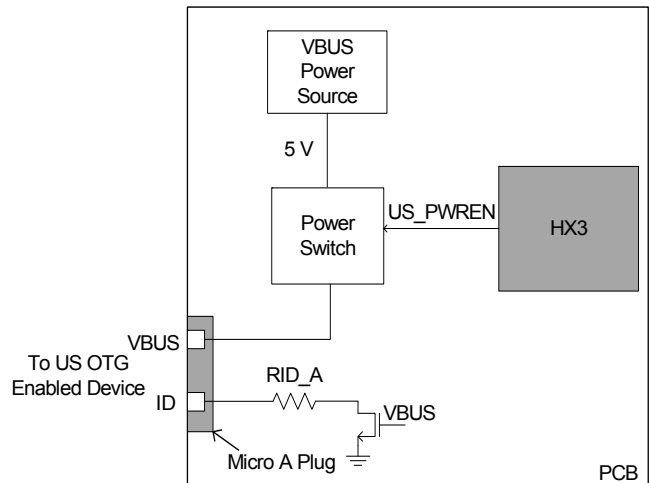 VBUS
Power
Source
5 V
US_PWREN
HX3
Power
Switch
VBUS
To US OTG
Enabled Device
RID_A
ID
VBUS
Micro A Plug
PCB